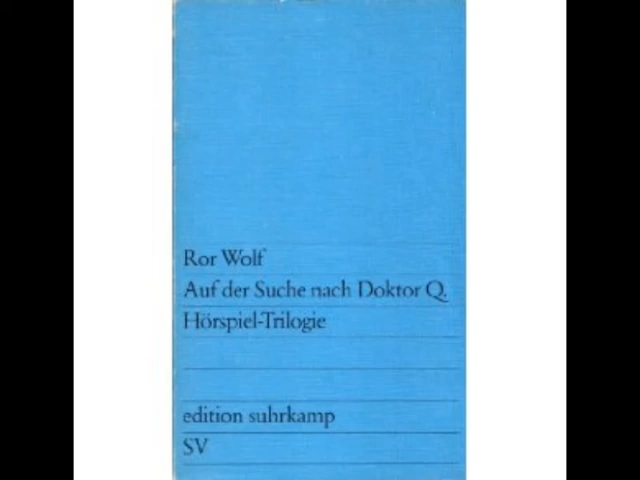 Ror Wolf
Auf der Suche nach Doktor Q.
Hörspiel-Trilogie
edition suhrkamp
SV